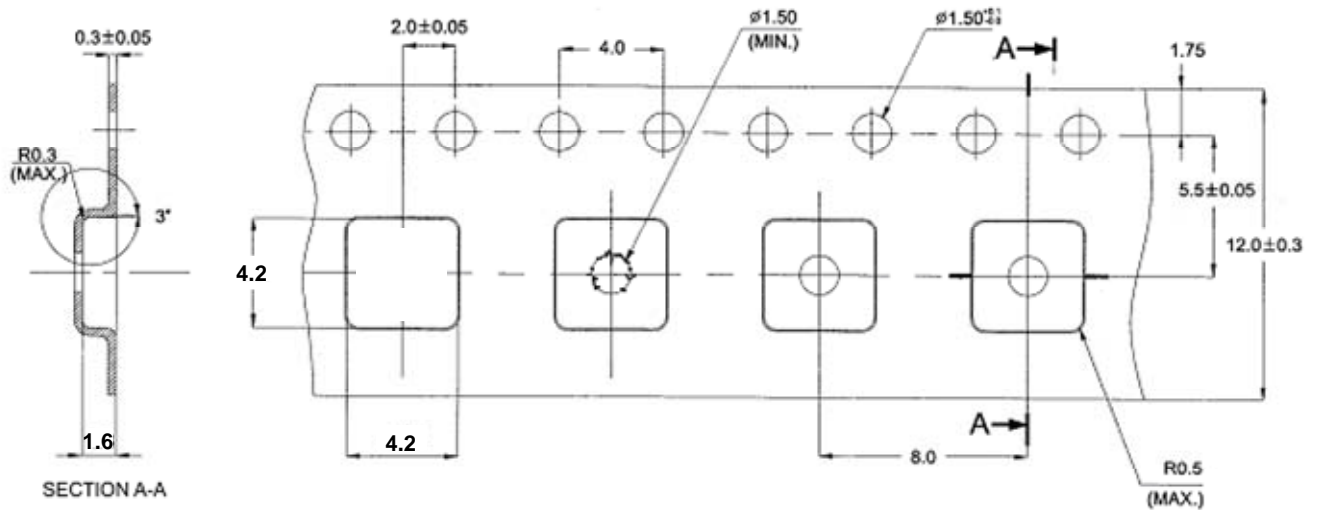 0.3±0.05
2.0±0.05
4.0
ø1.50
(MIN.)
ø1.50
A
1.75
R0.3
(MAX.)
3°
5.5±0.05
12.0±0.3
4.2
1.6
4.2
A
8.0
R0.5
(MAX.)
SECTION A-A